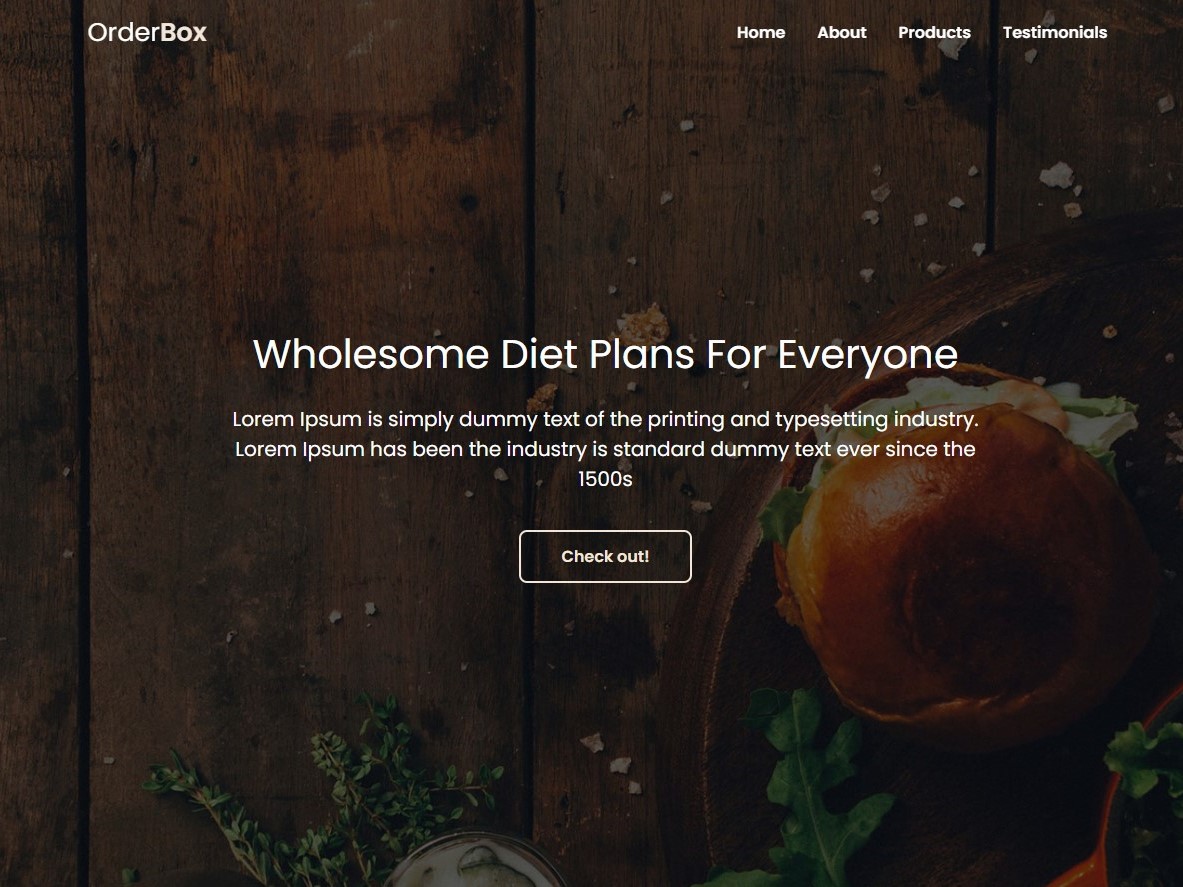 OrderBox
Home About Products Testimonials
Wholesome Diet Plans For Everyone
Lorem Ipsum is simply dummy text of the printing and typesetting industry.
Lorem Ipsum has been the industry is standard dummy text ever since the
1500s
Check out!